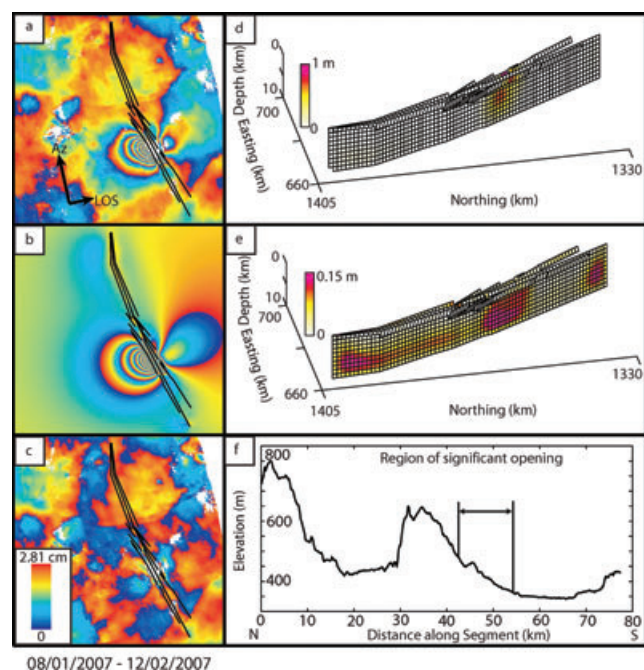 a
Az
LOS
b
c
2.81 cm
0
08/01/2007 - 12/02/2007
d
0
10
700
660
1405
1330
Depth (km)
Easting (km)
Northing (km)
1 m
0
e
0
10
700
660
1405
1330
Depth (km)
Easting (km)
Northing (km)
0.15 m
0
f
Region of significant opening
800
600
400
Elevation (m)
0 10 20 30 40 50 60 70 80
N Distance along Segment (km) S